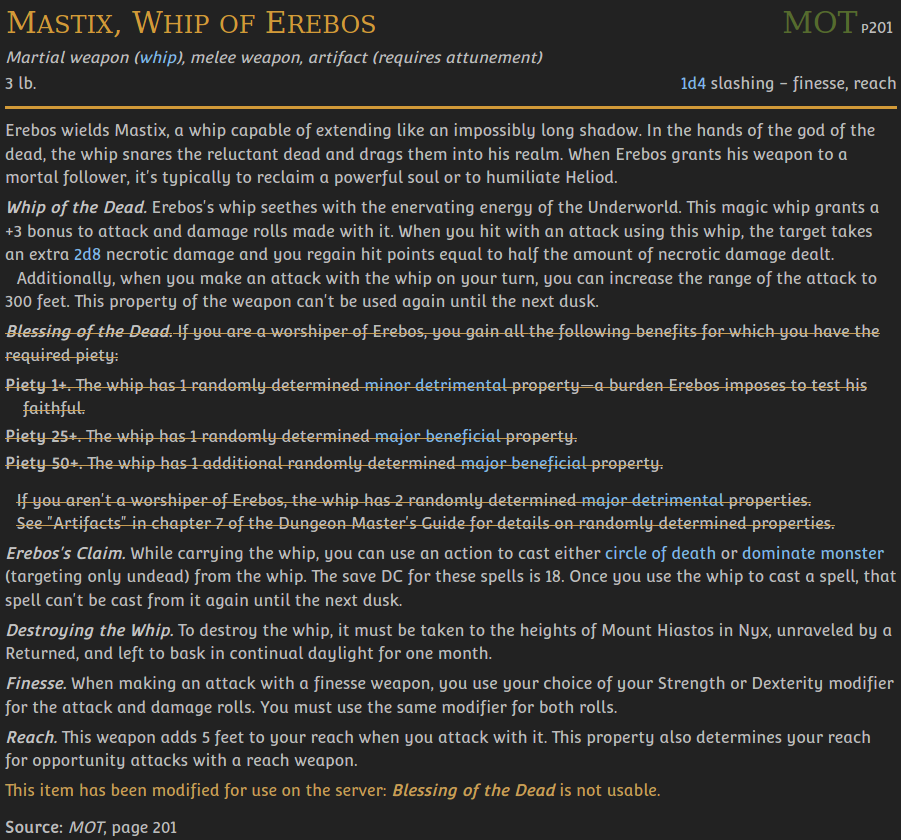 Mastix, Whip of Erebos
MOT P201
Martial weapon (whip), melee weapon, artifact (requires attunement)
3 lb.
1d4 slashing – finesse, reach
Erebos wields Mastix, a whip capable of extending like an impossibly long shadow. In the hands of the god of the
dead, the whip snares the reluctant dead and drags them into his realm. When Erebos grants his weapon to a
mortal follower, it's typically to reclaim a powerful soul or to humiliate Heliod.
Whip of the Dead. Erebos's whip seethes with the enervating energy of the Underworld. This magic whip grants a
+3 bonus to attack and damage rolls made with it. When you hit with an attack using this whip, the target takes
an extra 2d8 necrotic damage and you regain hit points equal to half the amount of necrotic damage dealt.
Additionally, when you make an attack with the whip on your turn, you can increase the range of the attack to
300 feet. This property of the weapon can't be used again until the next dusk.
Blessing of the Dead. If you are a worshiper of Erebos, you gain all the following benefits for which you have the
required piety:
Piety 1+. The whip has 1 randomly determined minor detrimental property—a burden Erebos imposes to test his
faithful.
Piety 25+. The whip has 1 randomly determined major beneficial property.
Piety 50+. The whip has 1 additional randomly determined major beneficial property.
If you aren't a worshiper of Erebos, the whip has 2 randomly determined major detrimental properties.
See "Artifacts" in chapter 7 of the Dungeon Master's Guide for details on randomly determined properties.
Erebos's Claim. While carrying the whip, you can use an action to cast either circle of death or dominate monster
(targeting only undead) from the whip. The save DC for these spells is 18. Once you use the whip to cast a spell, that
spell can't be cast from it again until the next dusk.
Destroying the Whip. To destroy the whip, it must be taken to the heights of Mount Hiastos in Nyx, unraveled by a
Returned, and left to bask in continual daylight for one month.
Finesse. When making an attack with a finesse weapon, you use your choice of your Strength or Dexterity modifier
for the attack and damage rolls. You must use the same modifier for both rolls.
Reach. This weapon adds 5 feet to your reach when you attack with it. This property also determines your reach
for opportunity attacks with a reach weapon.
This item has been modified for use on the server: Blessing of the Dead is not usable.
Source: MOT, page 201